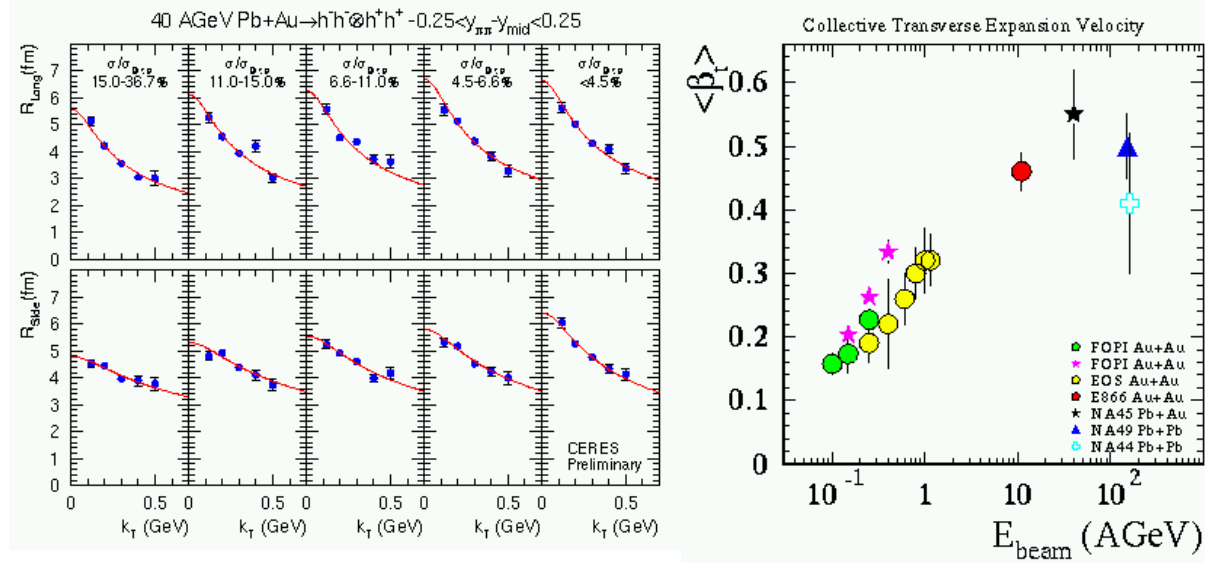 40 AGeV Pb+Au→h⁻h⁻⊗h⁺h⁺ -0.25<y_ππ-y_mid<0.25
R_Long(fm)
7
6
5
4
3
2
1
0
σ/σ
15.0-36.7%
σ/σ
11.0-15.0%
σ/σ
6.6-11.0%
σ/σ
4.5-6.6%
σ/σ
<4.5%
R_Side(fm)
7
6
5
4
3
2
1
0
CERES
Preliminary
0 0.5 0 0.5 0 0.5 0 0.5 0 0.5
k_T (GeV) k_T (GeV) k_T (GeV) k_T (GeV) k_T (GeV)
Collective Transverse Expansion Velocity
<β_t>
0.6
0.5
0.4
0.3
0.2
0.1
0
FOPI Au+Au
FOPI Au+Au
EOS Au+Au
E866 Au+Au
NA45 Pb+Au
NA49 Pb+Pb
NA44 Pb+Pb
10⁻¹ 1 10 10²
E_beam (AGeV)